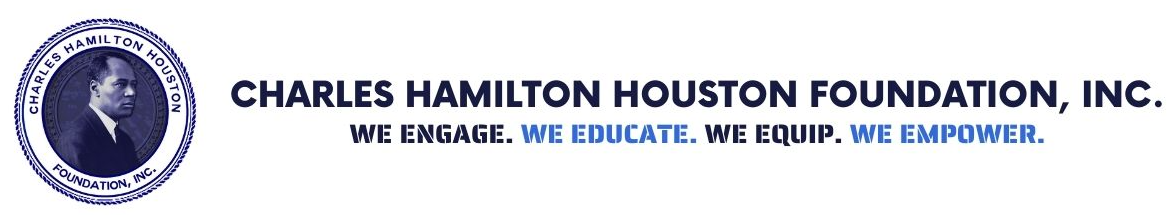 CHARLES HAMILTON HOUSTON
FOUNDATION, INC.
CHARLES HAMILTON HOUSTON FOUNDATION, INC.
WE ENGAGE. WE EDUCATE. WE EQUIP. WE EMPOWER.